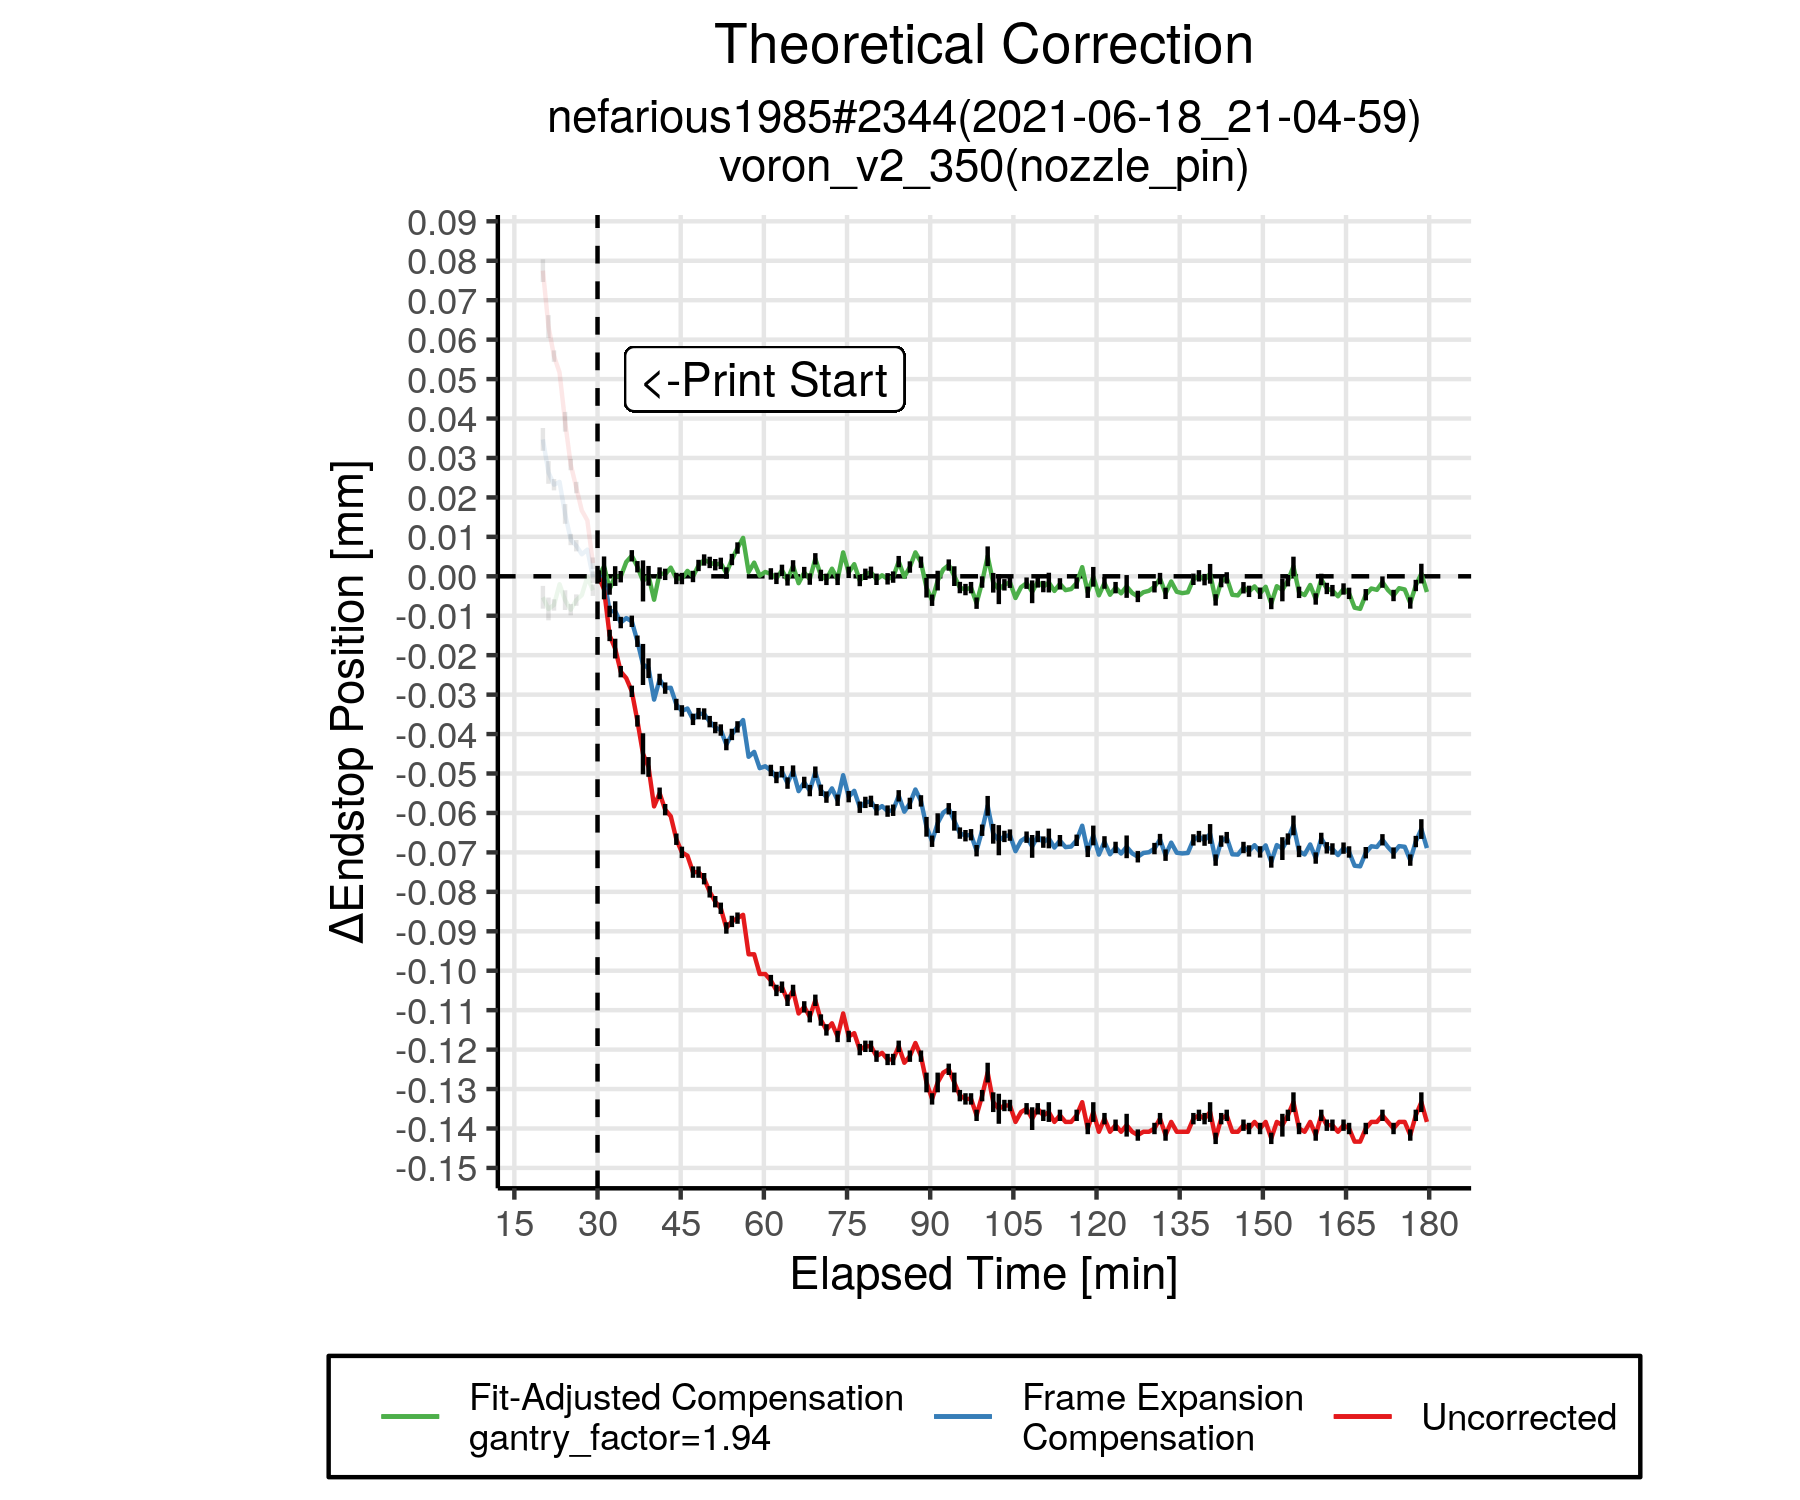 Theoretical Correction
nefarious1985#2344(2021-06-18_21-04-59)
voron_v2_350(nozzle_pin)
ΔEndstop Position [mm]
0.09
0.08
0.07
0.06
0.05
0.04
0.03
0.02
0.01
0.00
-0.01
-0.02
-0.03
-0.04
-0.05
-0.06
-0.07
-0.08
-0.09
-0.10
-0.11
-0.12
-0.13
-0.14
-0.15
<-Print Start
15 30 45 60 75 90 105 120 135 150 165 180
Elapsed Time [min]
Fit-Adjusted Compensation
gantry_factor=1.94
Frame Expansion
Compensation
Uncorrected